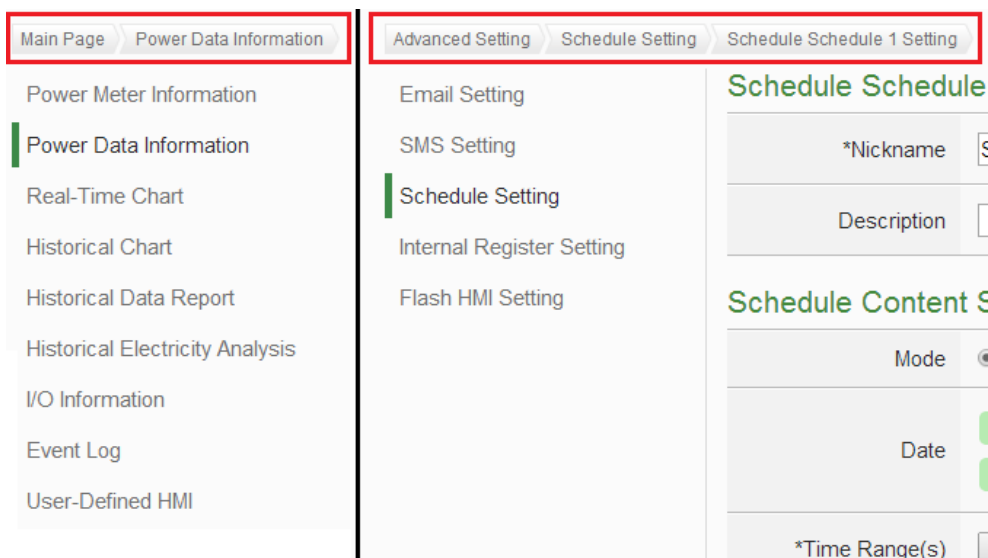 Main Page Power Data Information
Power Meter Information
Power Data Information
Real-Time Chart
Historical Chart
Historical Data Report
Historical Electricity Analysis
I/O Information
Event Log
User-Defined HMI
Advanced Setting Schedule Setting Schedule Schedule 1 Setting
Email Setting
SMS Setting
Schedule Setting
Internal Register Setting
Flash HMI Setting
Schedule Schedule
*Nickname S
Description
Schedule Content S
Mode
Date
*Time Range(s)